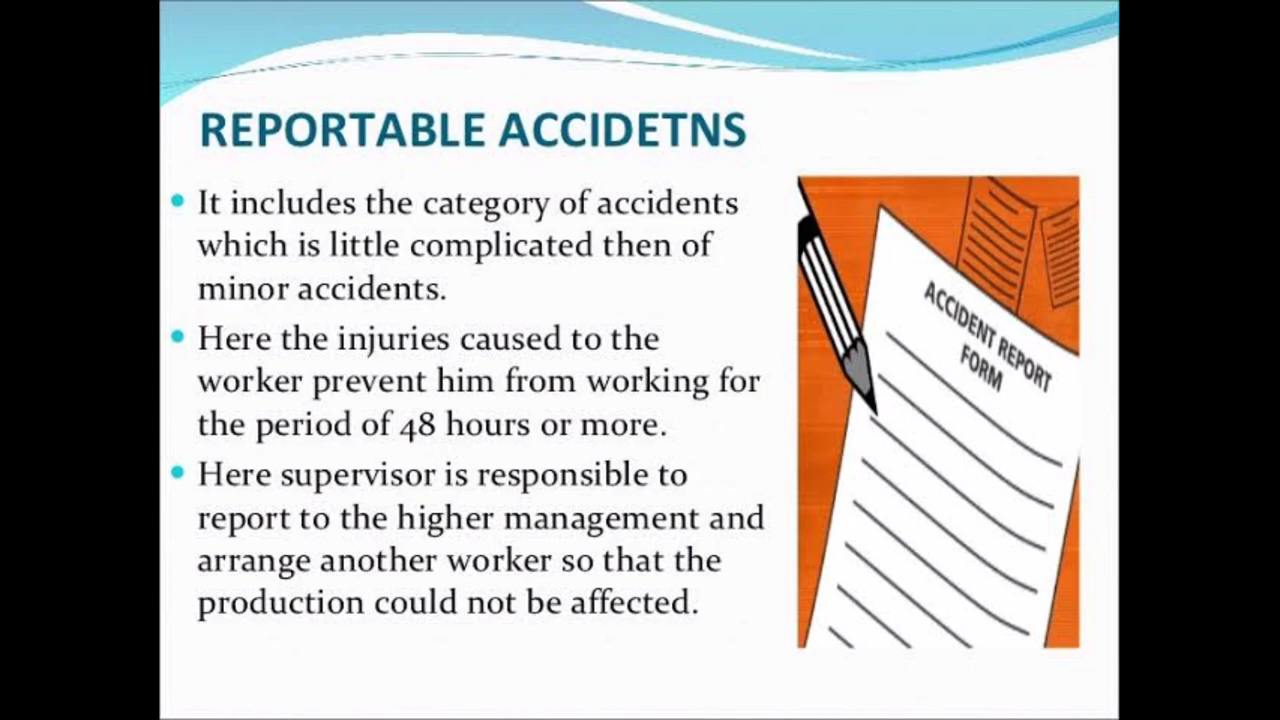 REPORTABLE ACCIDETNS
• It includes the category of accidents
which is little complicated then of
minor accidents.
• Here the injuries caused to the
worker prevent him from working for
the period of 48 hours or more.
• Here supervisor is responsible to
report to the higher management and
arrange another worker so that the
production could not be affected.
ACCIDENT REPORT
FORM